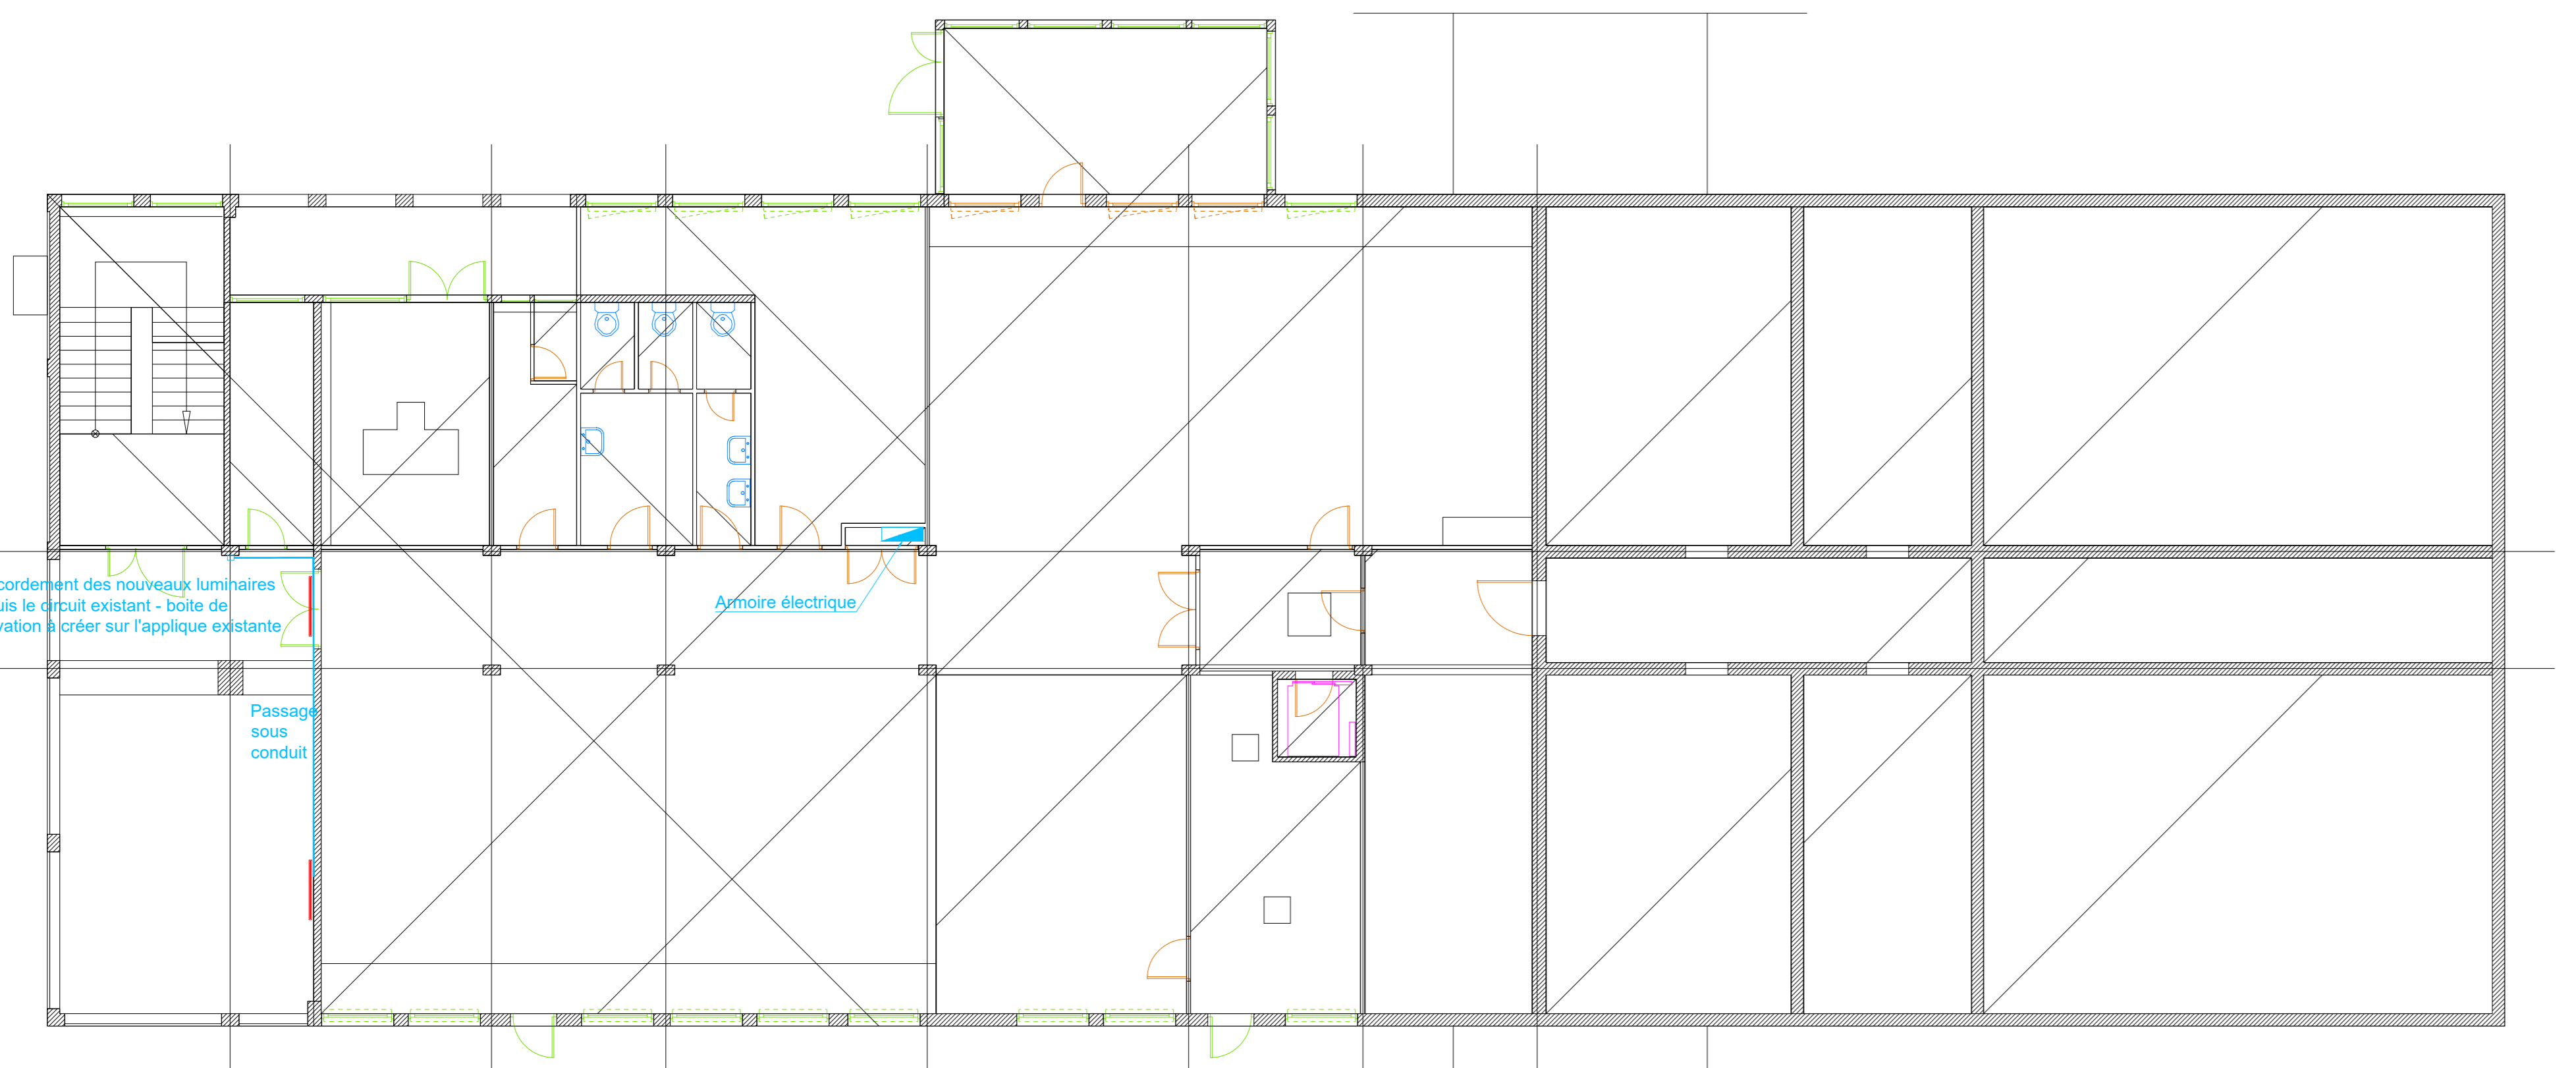 cordement des nouveaux luminaires
uis le circuit existant - boite de
vation à créer sur l'applique existante
Armoire électrique
Passage
sous
conduit